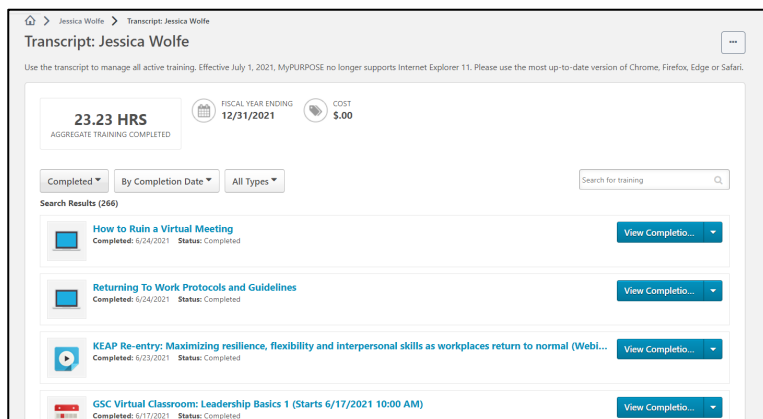 Jessica Wolfe Transcript: Jessica Wolfe
Transcript: Jessica Wolfe
Use the transcript to manage all active training. Effective July 1, 2021, MyPURPOSE no longer supports Internet Explorer 11. Please use the most up-to-date version of Chrome, Firefox, Edge or Safari.
23.23 HRS
AGGREGATE TRAINING COMPLETED
FISCAL YEAR ENDING
12/31/2021
COST
$.00
Completed By Completion Date All Types Search for training
Search Results (266)
How to Ruin a Virtual Meeting
Completed: 6/24/2021 Status: Completed
View Completio...
Returning To Work Protocols and Guidelines
Completed: 6/24/2021 Status: Completed
View Completio...
KEAP Re-entry: Maximizing resilience, flexibility and interpersonal skills as workplaces return to normal (Webi...
Completed: 6/23/2021 Status: Completed
View Completio...
GSC Virtual Classroom: Leadership Basics 1 (Starts 6/17/2021 10:00 AM)
Completed: 6/17/2021 Status: Completed
View Completio...